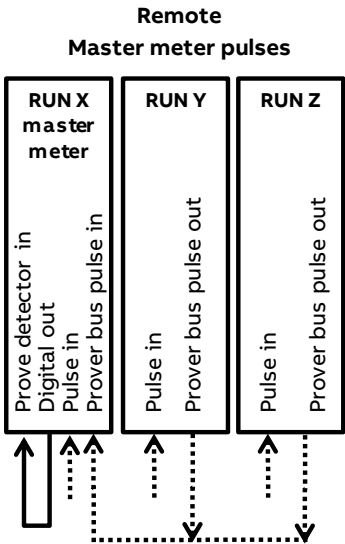 Remote
Master meter pulses
RUN X
master
meter
Prove detector in
Digital out
Pulse in
Prover bus pulse in
RUN Y
Pulse in
Prover bus pulse out
RUN Z
Pulse in
Prover bus pulse out